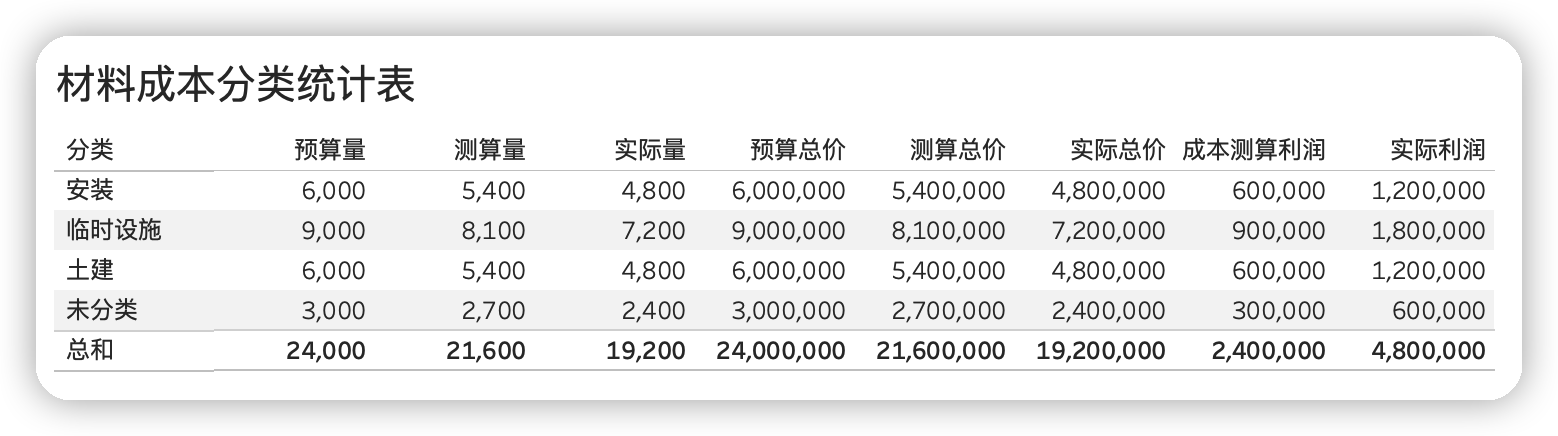 材料成本分类统计表
分类 预算量 测算量 实际量 预算总价 测算总价 实际总价 成本测算利润 实际利润
安装 6,000 5,400 4,800 6,000,000 5,400,000 4,800,000 600,000 1,200,000
临时设施 9,000 8,100 7,200 9,000,000 8,100,000 7,200,000 900,000 1,800,000
土建 6,000 5,400 4,800 6,000,000 5,400,000 4,800,000 600,000 1,200,000
未分类 3,000 2,700 2,400 3,000,000 2,700,000 2,400,000 300,000 600,000
总和 24,000 21,600 19,200 24,000,000 21,600,000 19,200,000 2,400,000 4,800,000